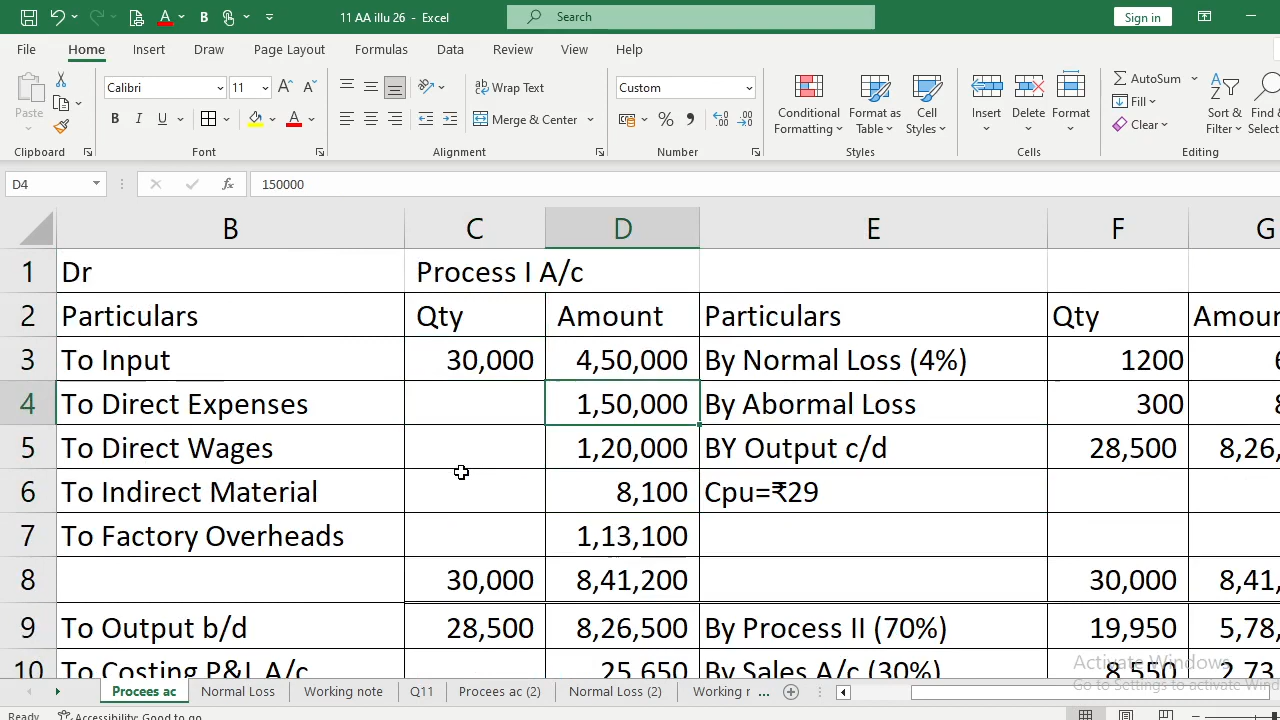 11 AA illu 26 - Excel
Search
Sign in
File Home Insert Draw Page Layout Formulas Data Review View Help
Paste
Calibri 11
Wrap Text
Merge & Center
Custom
Conditional Formatting
Format as Table
Cell Styles
Insert Delete Format
AutoSum
Fill
Clear
Sort & Filter
Find &
Clipboard Font Alignment Number Styles Cells Editing
D4 fx 150000
B C D E F G
1 Dr Process I A/c
2 Particulars Qty Amount Particulars Qty
3 To Input 30,000 4,50,000 By Normal Loss (4%) 1200
4 To Direct Expenses 1,50,000 By Abormal Loss 300
5 To Direct Wages 1,20,000 BY Output c/d 28,500 8,26,
6 To Indirect Material 8,100 Cpu=₹29
7 To Factory Overheads 1,13,100
8 30,000 8,41,200 30,000 8,41,
9 To Output b/d 28,500 8,26,500 By Process II (70%) 19,950 5,78,
10 To Costing P&L A/c 25,650 By Sales A/c (30%) 8,550 2,73,
Activate Windows
Go to Settings to activate Wind
Procees ac Normal Loss Working note Q11 Procees ac (2) Normal Loss (2) Working r ...
Ready Accessibility: Good to go